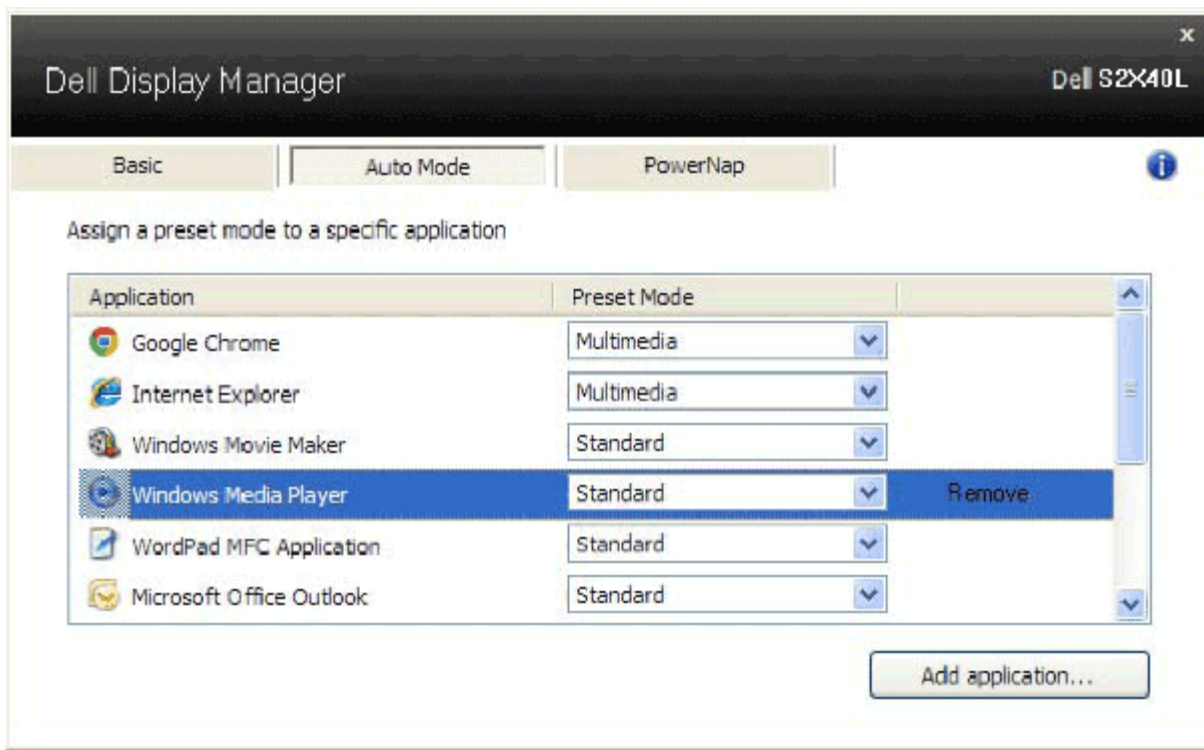 x
Dell Display Manager
Dell S2X40L
Basic
Auto Mode
PowerNap
Assign a preset mode to a specific application
Application Preset Mode
Google Chrome Multimedia
Internet Explorer Multimedia
Windows Movie Maker Standard
Windows Media Player Standard Remove
WordPad MFC Application Standard
Microsoft Office Outlook Standard
Add application...